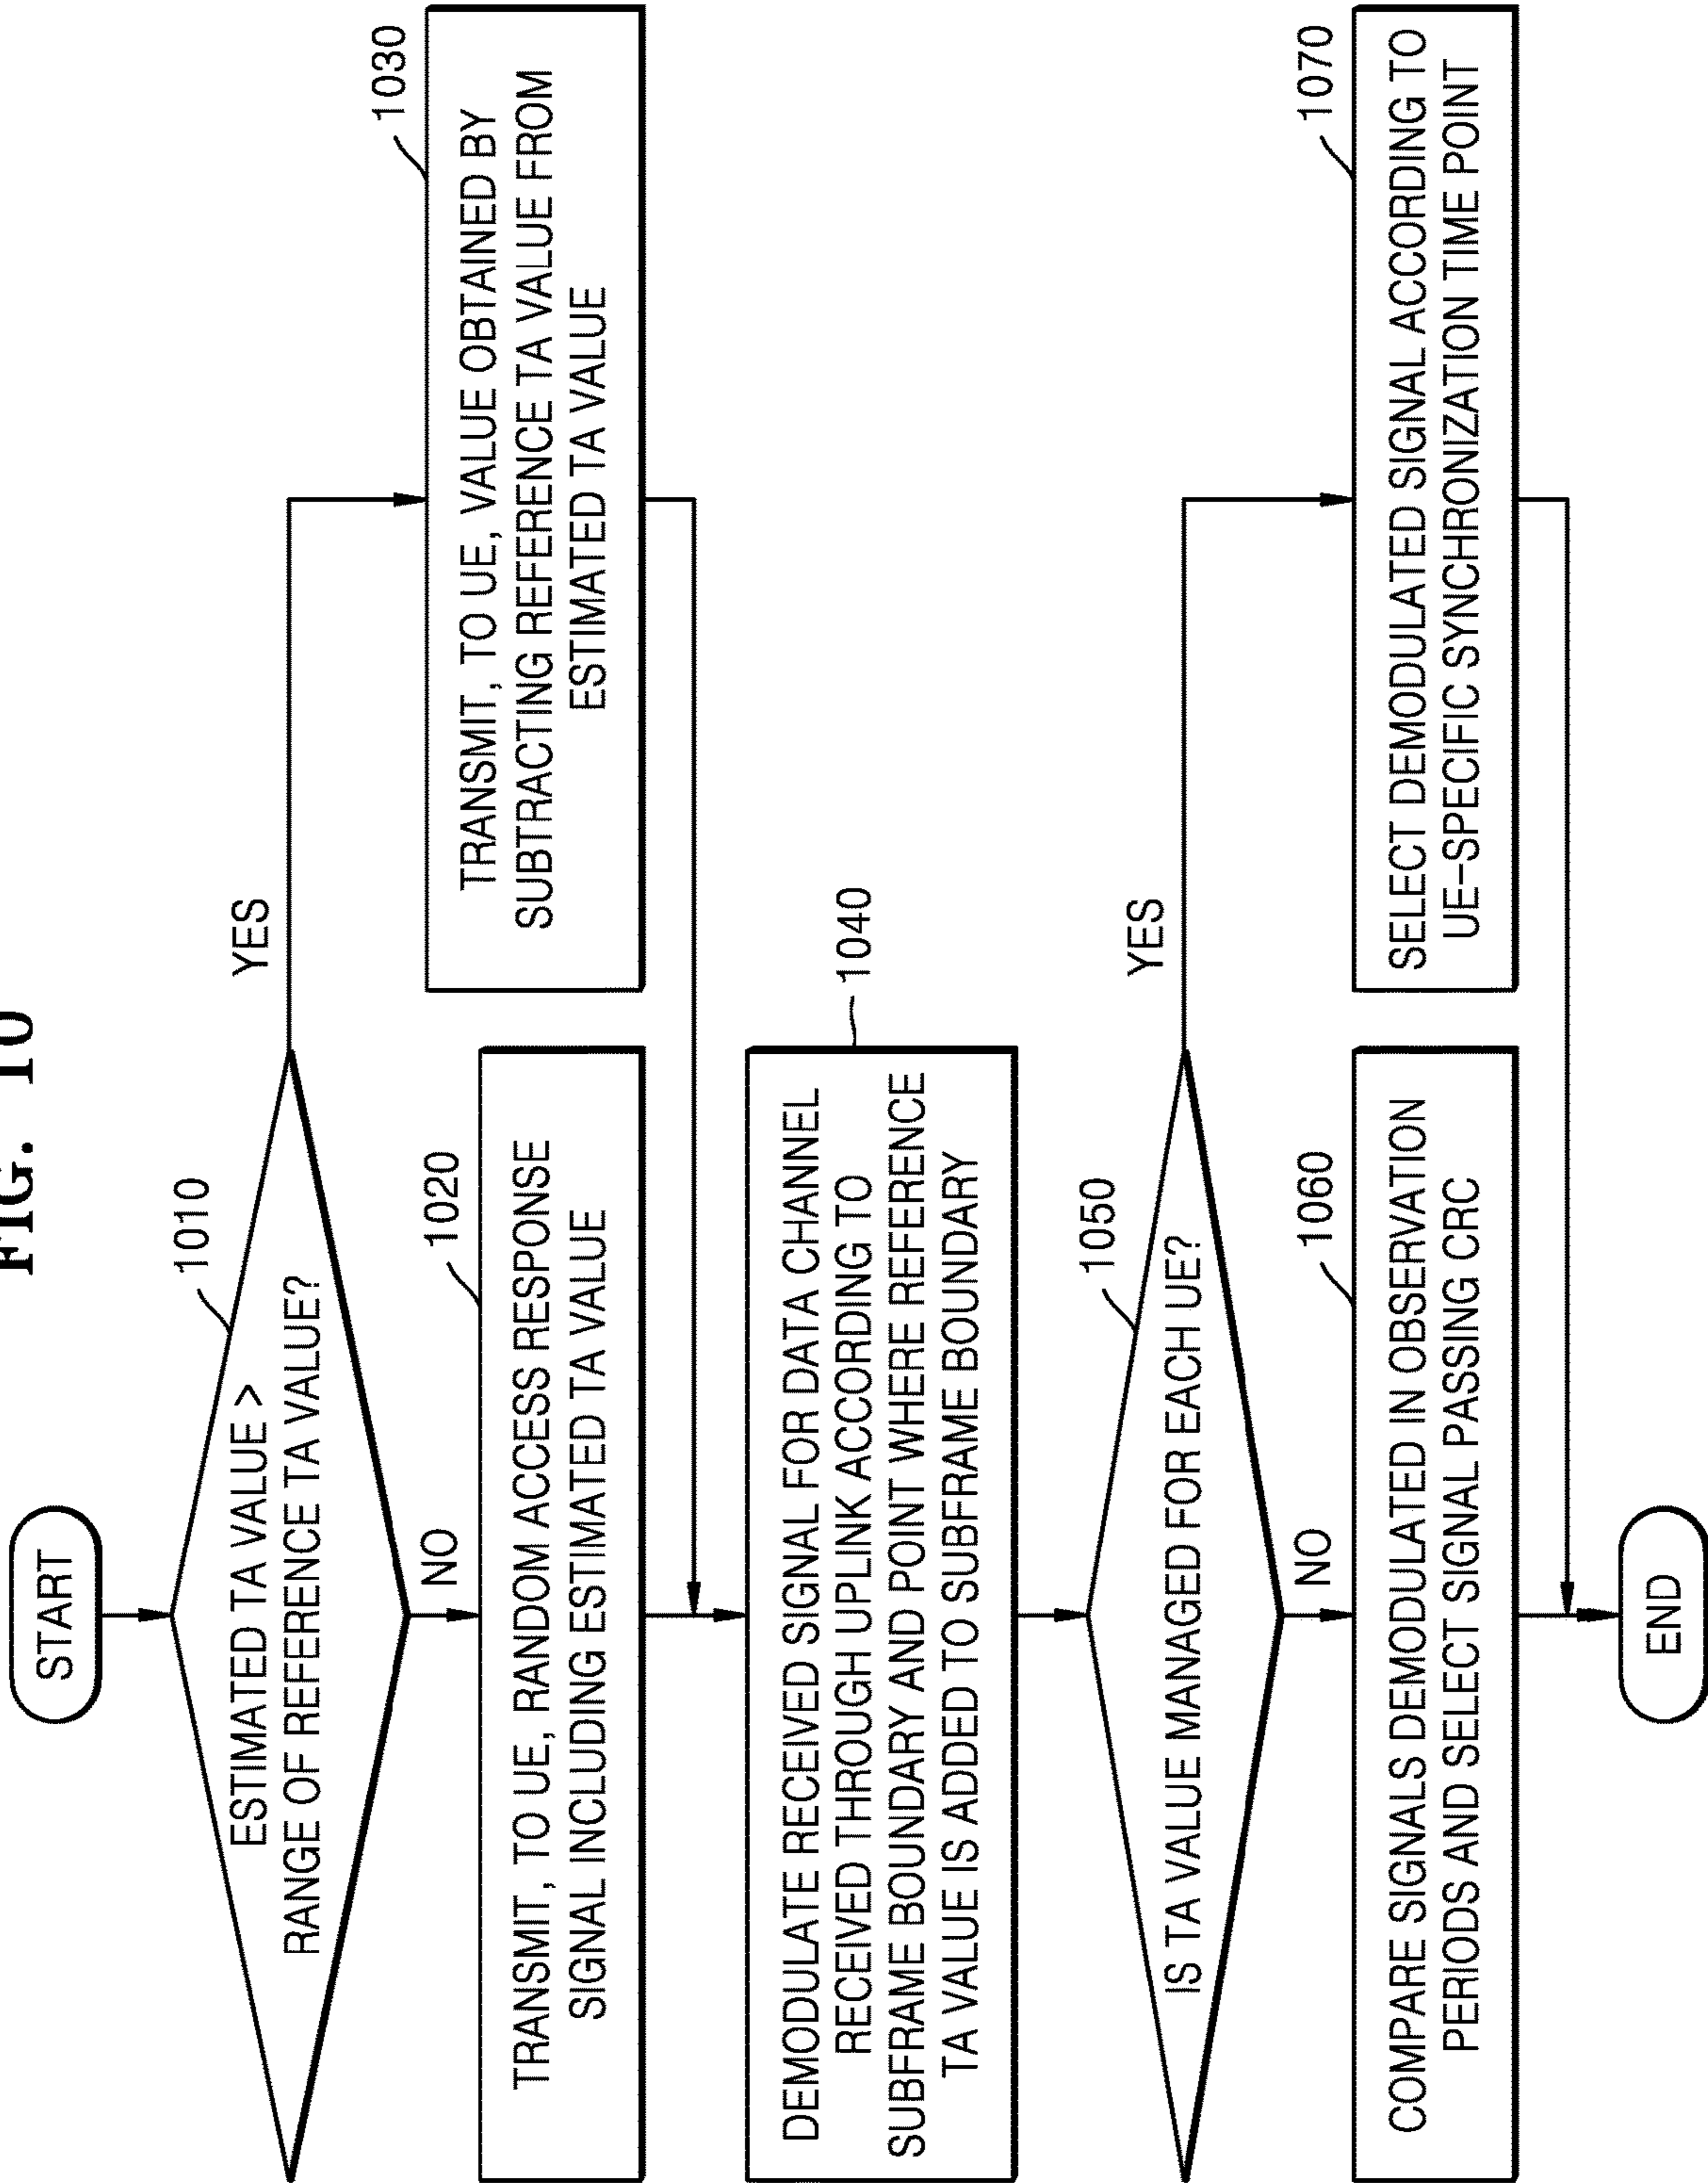 FIG. 10
START
1010
ESTIMATED TA VALUE >
RANGE OF REFERENCE TA VALUE?
YES
NO
1020
TRANSMIT, TO UE, RANDOM ACCESS RESPONSE
SIGNAL INCLUDING ESTIMATED TA VALUE
1030
TRANSMIT, TO UE, VALUE OBTAINED BY
SUBTRACTING REFERENCE TA VALUE FROM
ESTIMATED TA VALUE
1040
DEMODULATE RECEIVED SIGNAL FOR DATA CHANNEL
RECEIVED THROUGH UPLINK ACCORDING TO
SUBFRAME BOUNDARY AND POINT WHERE REFERENCE
TA VALUE IS ADDED TO SUBFRAME BOUNDARY
1050
IS TA VALUE MANAGED FOR EACH UE?
YES
NO
1060
COMPARE SIGNALS DEMODULATED IN OBSERVATION
PERIODS AND SELECT SIGNAL PASSING CRC
1070
SELECT DEMODULATED SIGNAL ACCORDING TO
UE-SPECIFIC SYNCHRONIZATION TIME POINT
END